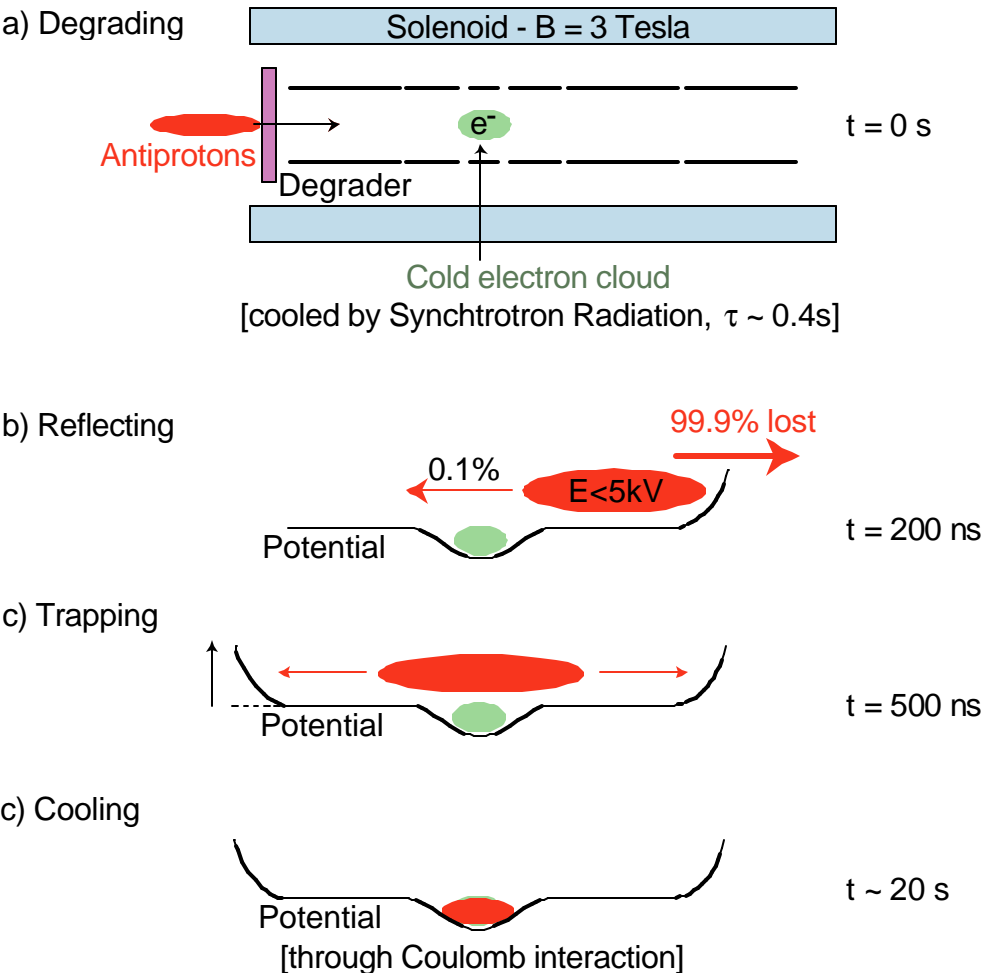 a) Degrading
Solenoid - B = 3 Tesla
e-
t = 0 s
Antiprotons
Degrader
Cold electron cloud
[cooled by Synchtrotron Radiation, τ ~ 0.4s]
b) Reflecting
99.9% lost
0.1%
E<5kV
Potential
t = 200 ns
c) Trapping
Potential
t = 500 ns
c) Cooling
t ~ 20 s
Potential
[through Coulomb interaction]